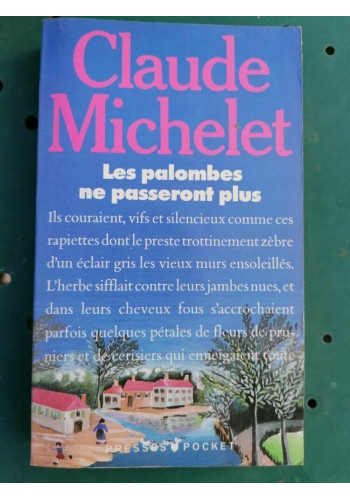 Claude
Michelet
Les palombes
ne passeront plus
Ils couraient, vifs et silencieux comme ces
rapiettes dont le preste trottinement zèbre
d'un éclair gris les vieux murs ensoleillés.
L'herbe sifflait contre leurs jambes nues, et
dans leurs cheveux fous s'accrochaient
parfois quelques pétales de fleurs de pru-
niers et de cerisiers qui enneigaient toute
PRESSES POCKET